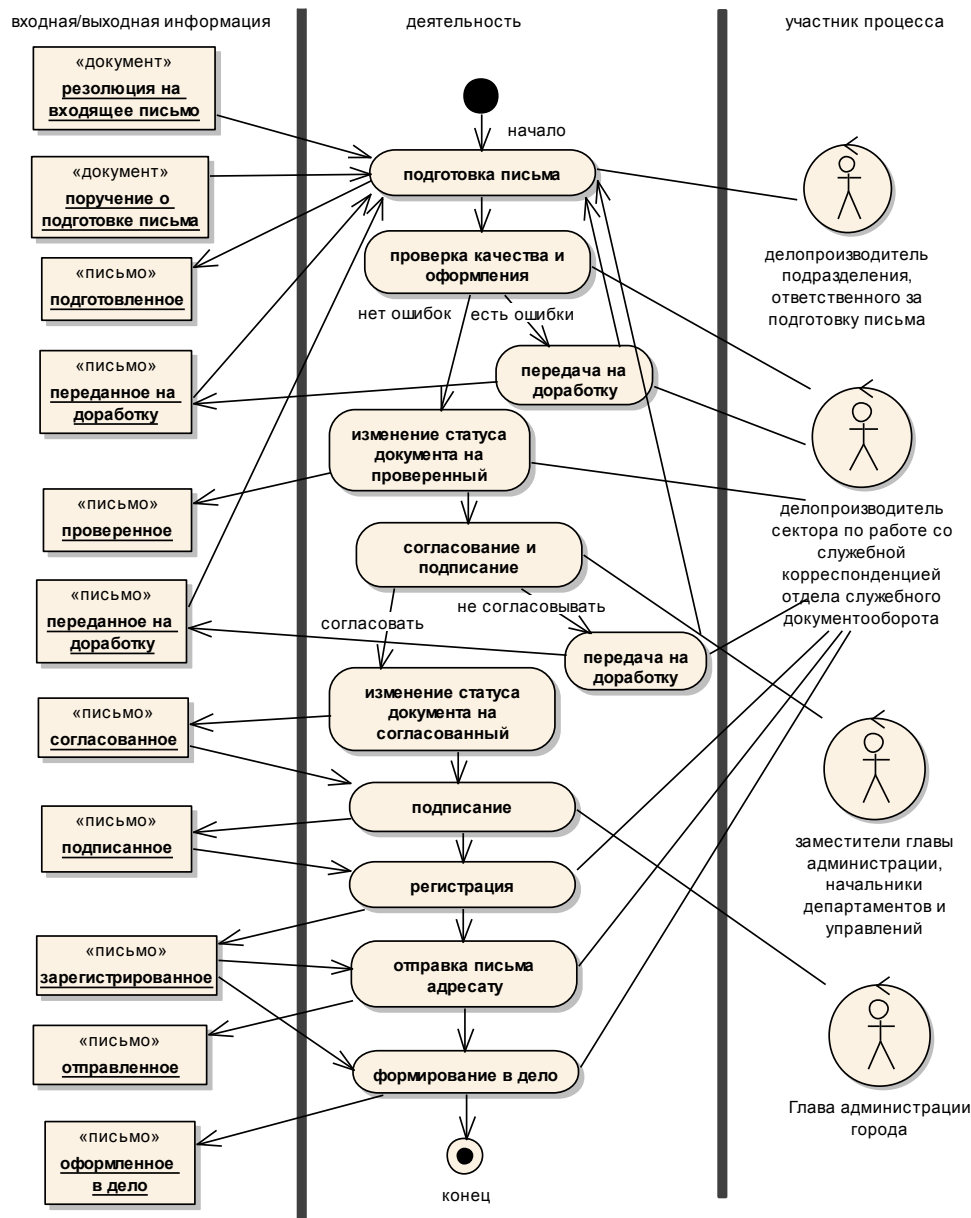 входная/выходная информация
деятельность
участник процесса
«документ»
резолюция на
входящее письмо
«документ»
поручение о
подготовке письма
«письмо»
подготовленное
«письмо»
переданное на
доработку
«письмо»
проверенное
«письмо»
переданное на
доработку
«письмо»
согласованное
«письмо»
подписанное
«письмо»
зарегистрированное
«письмо»
отправленное
«письмо»
оформленное
в дело
начало
подготовка письма
проверка качества и
оформления
нет ошибок
есть ошибки
передача на
доработку
изменение статуса
документа на
проверенный
согласование и
подписание
не согласовывать
согласовать
передача на
доработку
изменение статуса
документа на
согласованный
подписание
регистрация
отправка письма
адресату
формирование в дело
конец
делопроизводитель
подразделения,
ответственного за
подготовку письма
делопроизводитель
сектора по работе со
служебной
корреспонденцией
отдела служебного
документооборота
заместители главы
администрации,
начальники
департаментов и
управлений
Глава администрации
города